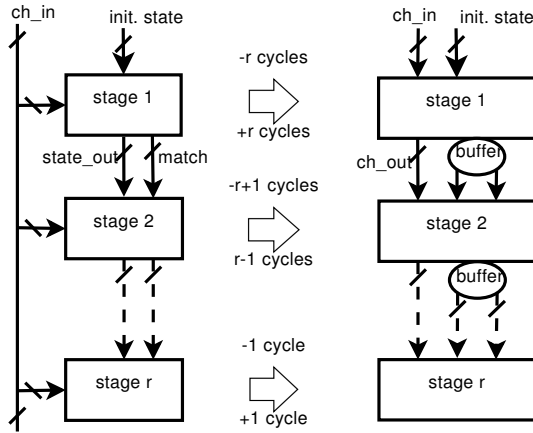 ch_in
init. state
stage 1
state_out
match
stage 2
stage r
-r cycles
+r cycles
-r+1 cycles
r-1 cycles
-1 cycle
+1 cycle
ch_in
init. state
stage 1
ch_out
buffer
stage 2
buffer
stage r